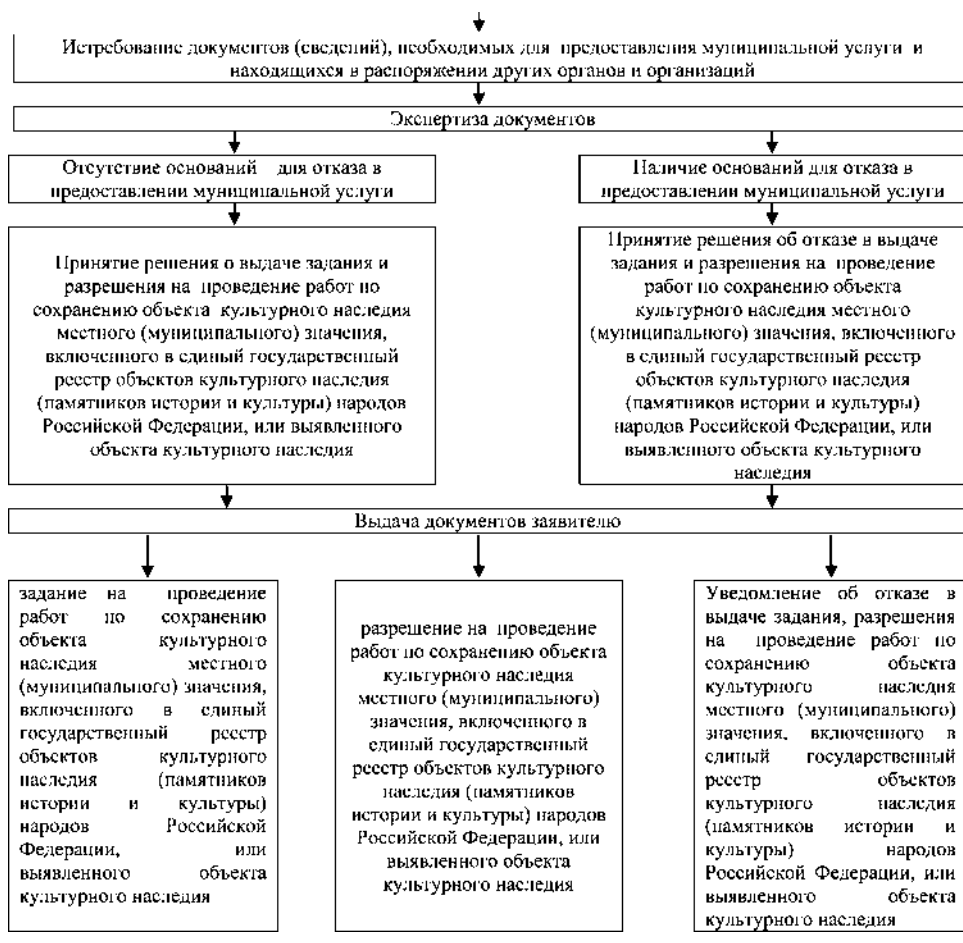 Истребование документов (сведений), необходимых для предоставления муниципальной услуги и
находящихся в распоряжении других органов и организаций
Экспертиза документов
Отсутствие оснований для отказа в
предоставлении муниципальной услуги
Наличие оснований для отказа в
предоставлении муниципальной услуги
Принятие решения о выдаче задания и
разрешения на проведение работ по
сохранению объекта культурного наследия
местного (муниципального) значения,
включенного в единый государственный
реестр объектов культурного наследия
(памятников истории и культуры) народов
Российской Федерации, или выявленного
объекта культурного наследия
Принятие решения об отказе в выдаче
задания и разрешения на проведение
работ по сохранению объекта
культурного наследия местного
(муниципального) значения, включенного
в единый государственный реестр
объектов культурного наследия
(памятников истории и культуры)
народов Российской Федерации, или
выявленного объекта культурного
наследия
Выдача документов заявителю
задание на проведение
работ по сохранению
объекта культурного
наследия местного
(муниципального) значения,
включенного в единый
государственный реестр
объектов культурного
наследия (памятников
истории и культуры)
народов Российской
Федерации, или
выявленного объекта
культурного наследия
разрешение на проведение
работ по сохранению объекта
культурного наследия
местного (муниципального)
значения, включенного в
единый государственный
реестр объектов культурного
наследия (памятников
истории и культуры) народов
Российской Федерации, или
выявленного объекта
культурного наследия
Уведомление об отказе в
выдаче задания, разрешения
на проведение работ по
сохранению объекта
культурного наследия
местного (муниципального)
значения, включенного в
единый государственный
реестр объектов
культурного наследия
(памятников истории и
культуры) народов
Российской Федерации, или
выявленного объекта
культурного наследия